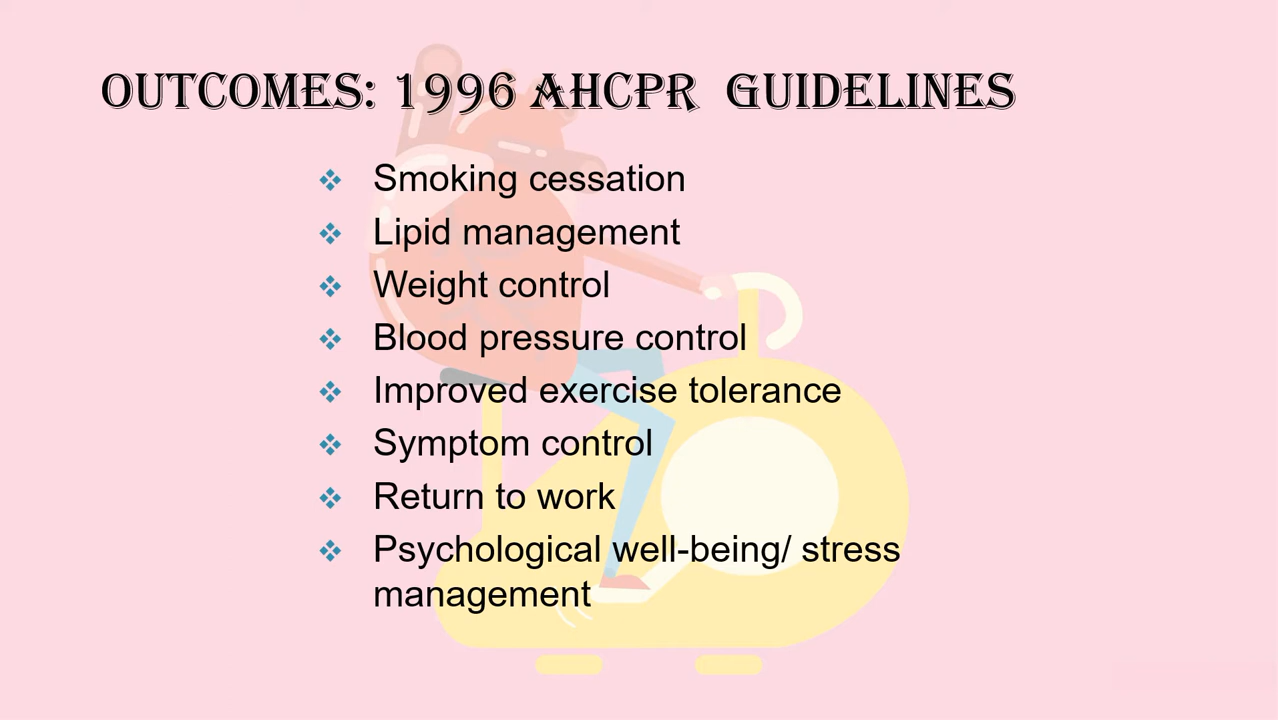 OUTCOMES: 1996 AHCPR GUIDELINES
Smoking cessation
Lipid management
Weight control
Blood pressure control
Improved exercise tolerance
Symptom control
Return to work
Psychological well-being/ stress
management